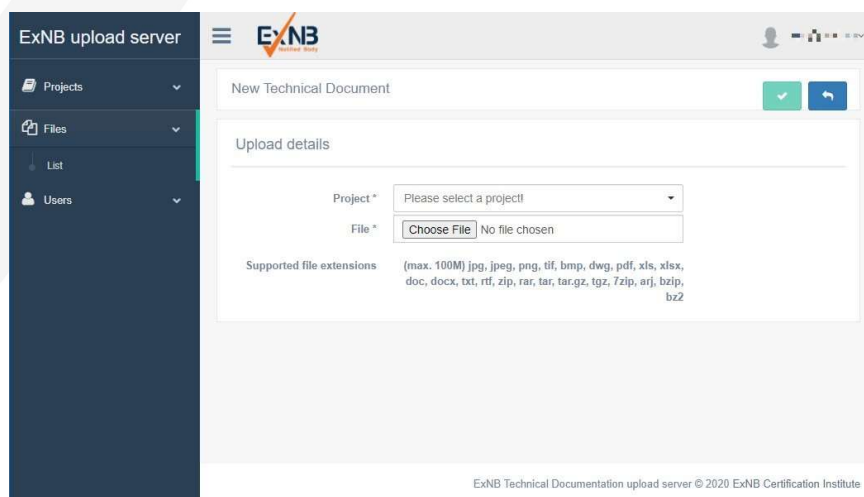 ExNB upload server
ExNB
Notified Body
Projects
Files
List
Users
New Technical Document
Upload details
Project *
Please select a project!
File *
Choose File No file chosen
Supported file extensions
(max. 100M) jpg, jpeg, png, tif, bmp, dwg, pdf, xls, xlsx,
doc, docx, txt, rtf, zip, rar, tar, tar.gz, tgz, 7zip, arj, bzip,
bz2
ExNB Technical Documentation upload server © 2020 ExNB Certification Institute